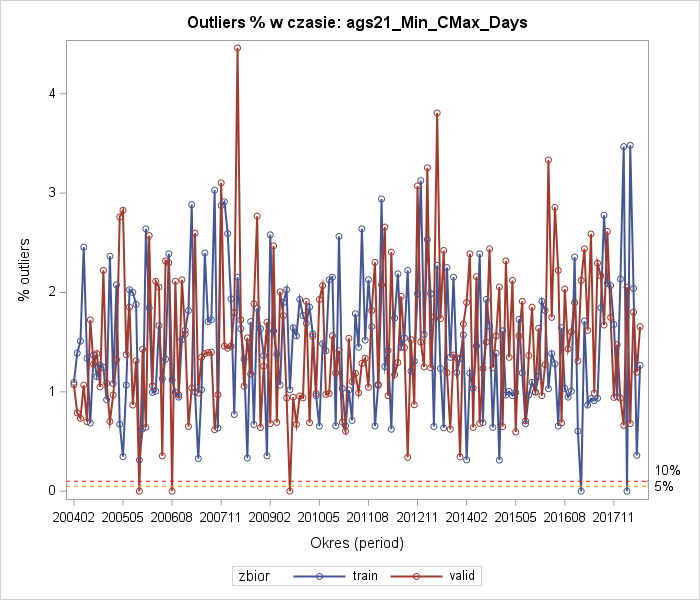 Outliers % w czasie: ags21_Min_CMax_Days
% outliers
4
3
2
1
0
10%
5%
200402 200505 200608 200711 200902 201005 201108 201211 201402 201505 201608 201711
Okres (period)
zbior train valid